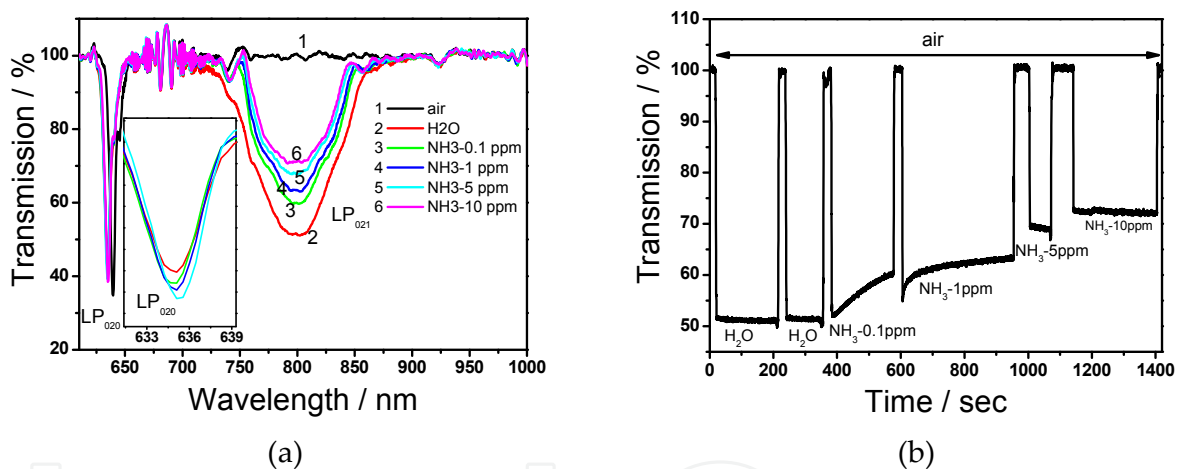 110
100
80
60
40
20
Transmission / %
650 700 750 800 850 900 950 1000
Wavelength / nm
1
1 air
2 H2O
3 NH3-0.1 ppm
4 NH3-1 ppm
5 NH3-5 ppm
6 NH3-10 ppm
6
5
4
3
2
LP021
LP020
LP020
633 636 639
(a)
110
100
90
80
70
60
50
Transmission / %
0 200 400 600 800 1000 1200 1400
Time / sec
air
H2O
H2O
NH3-0.1ppm
NH3-1ppm
NH3-5ppm
NH3-10ppm
(b)